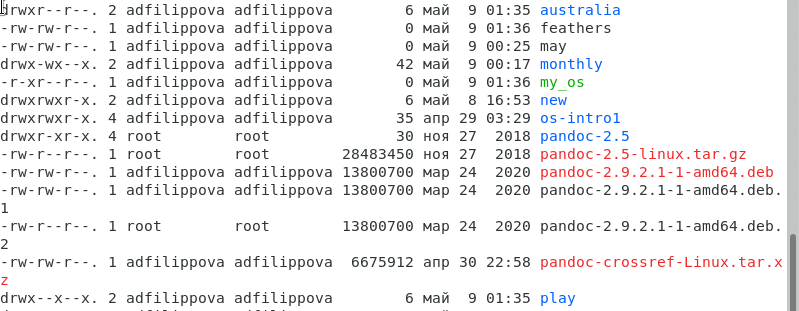 drwxr--r--. 2 adfilippova adfilippova        6 май  9 01:35 australia
-rw-rw-r--. 1 adfilippova adfilippova        0 май  9 01:36 feathers
-rw-rw-r--. 1 adfilippova adfilippova        0 май  9 00:25 may
drwx-wx--x. 2 adfilippova adfilippova       42 май  9 00:17 monthly
-r-xr--r--. 1 adfilippova adfilippova        0 май  9 01:36 my_os
drwxrwxr-x. 2 adfilippova adfilippova        6 май  8 16:53 new
drwxrwxr-x. 4 adfilippova adfilippova       35 апр 29 03:29 os-intro1
drwxr-xr-x. 4 root        root              30 ноя 27  2018 pandoc-2.5
-rw-r--r--. 1 root        root        28483450 ноя 27  2018 pandoc-2.5-linux.tar.gz
-rw-rw-r--. 1 adfilippova adfilippova 13800700 мар 24  2020 pandoc-2.9.2.1-1-amd64.deb
-rw-rw-r--. 1 adfilippova adfilippova 13800700 мар 24  2020 pandoc-2.9.2.1-1-amd64.deb.
1
-rw-r--r--. 1 root        root        13800700 мар 24  2020 pandoc-2.9.2.1-1-amd64.deb.
2
-rw-rw-r--. 1 adfilippova adfilippova  6675912 апр 30 22:58 pandoc-crossref-Linux.tar.x
z
drwx--x--x. 2 adfilippova adfilippova        6 май  9 01:35 play